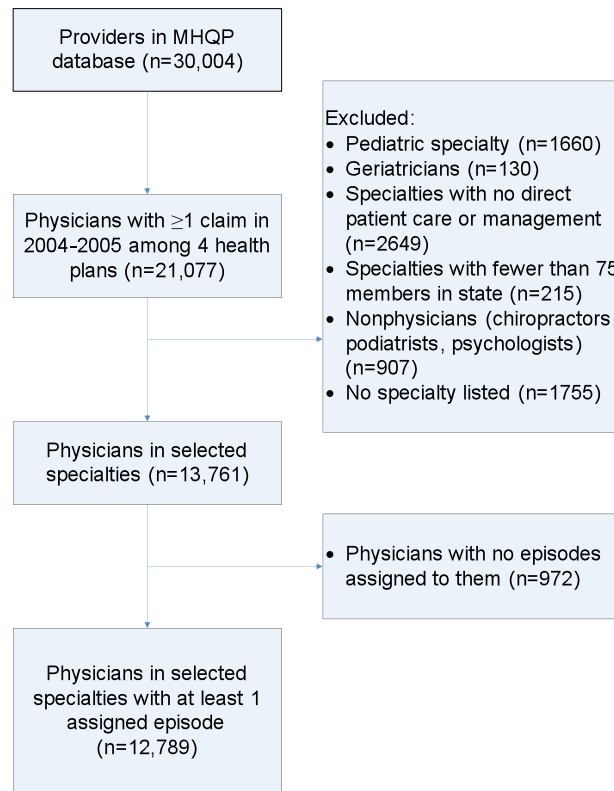 Providers in MHQP
database (n=30,004)
Physicians with ≥1 claim in
2004-2005 among 4 health
plans (n=21,077)
Excluded:
• Pediatric specialty (n=1660)
• Geriatricians (n=130)
• Specialties with no direct
patient care or management
(n=2649)
• Specialties with fewer than 75
members in state (n=215)
• Nonphysicians (chiropractors,
podiatrists, psychologists)
(n=907)
• No specialty listed (n=1755)
Physicians in selected
specialties (n=13,761)
• Physicians with no episodes
assigned to them (n=972)
Physicians in selected
specialties with at least 1
assigned episode
(n=12,789)